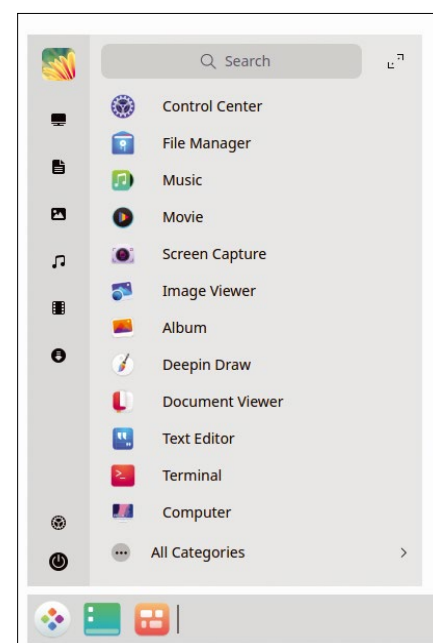 Search
Control Center
File Manager
Music
Movie
Screen Capture
Image Viewer
Album
Deepin Draw
Document Viewer
Text Editor
Terminal
Computer
All Categories